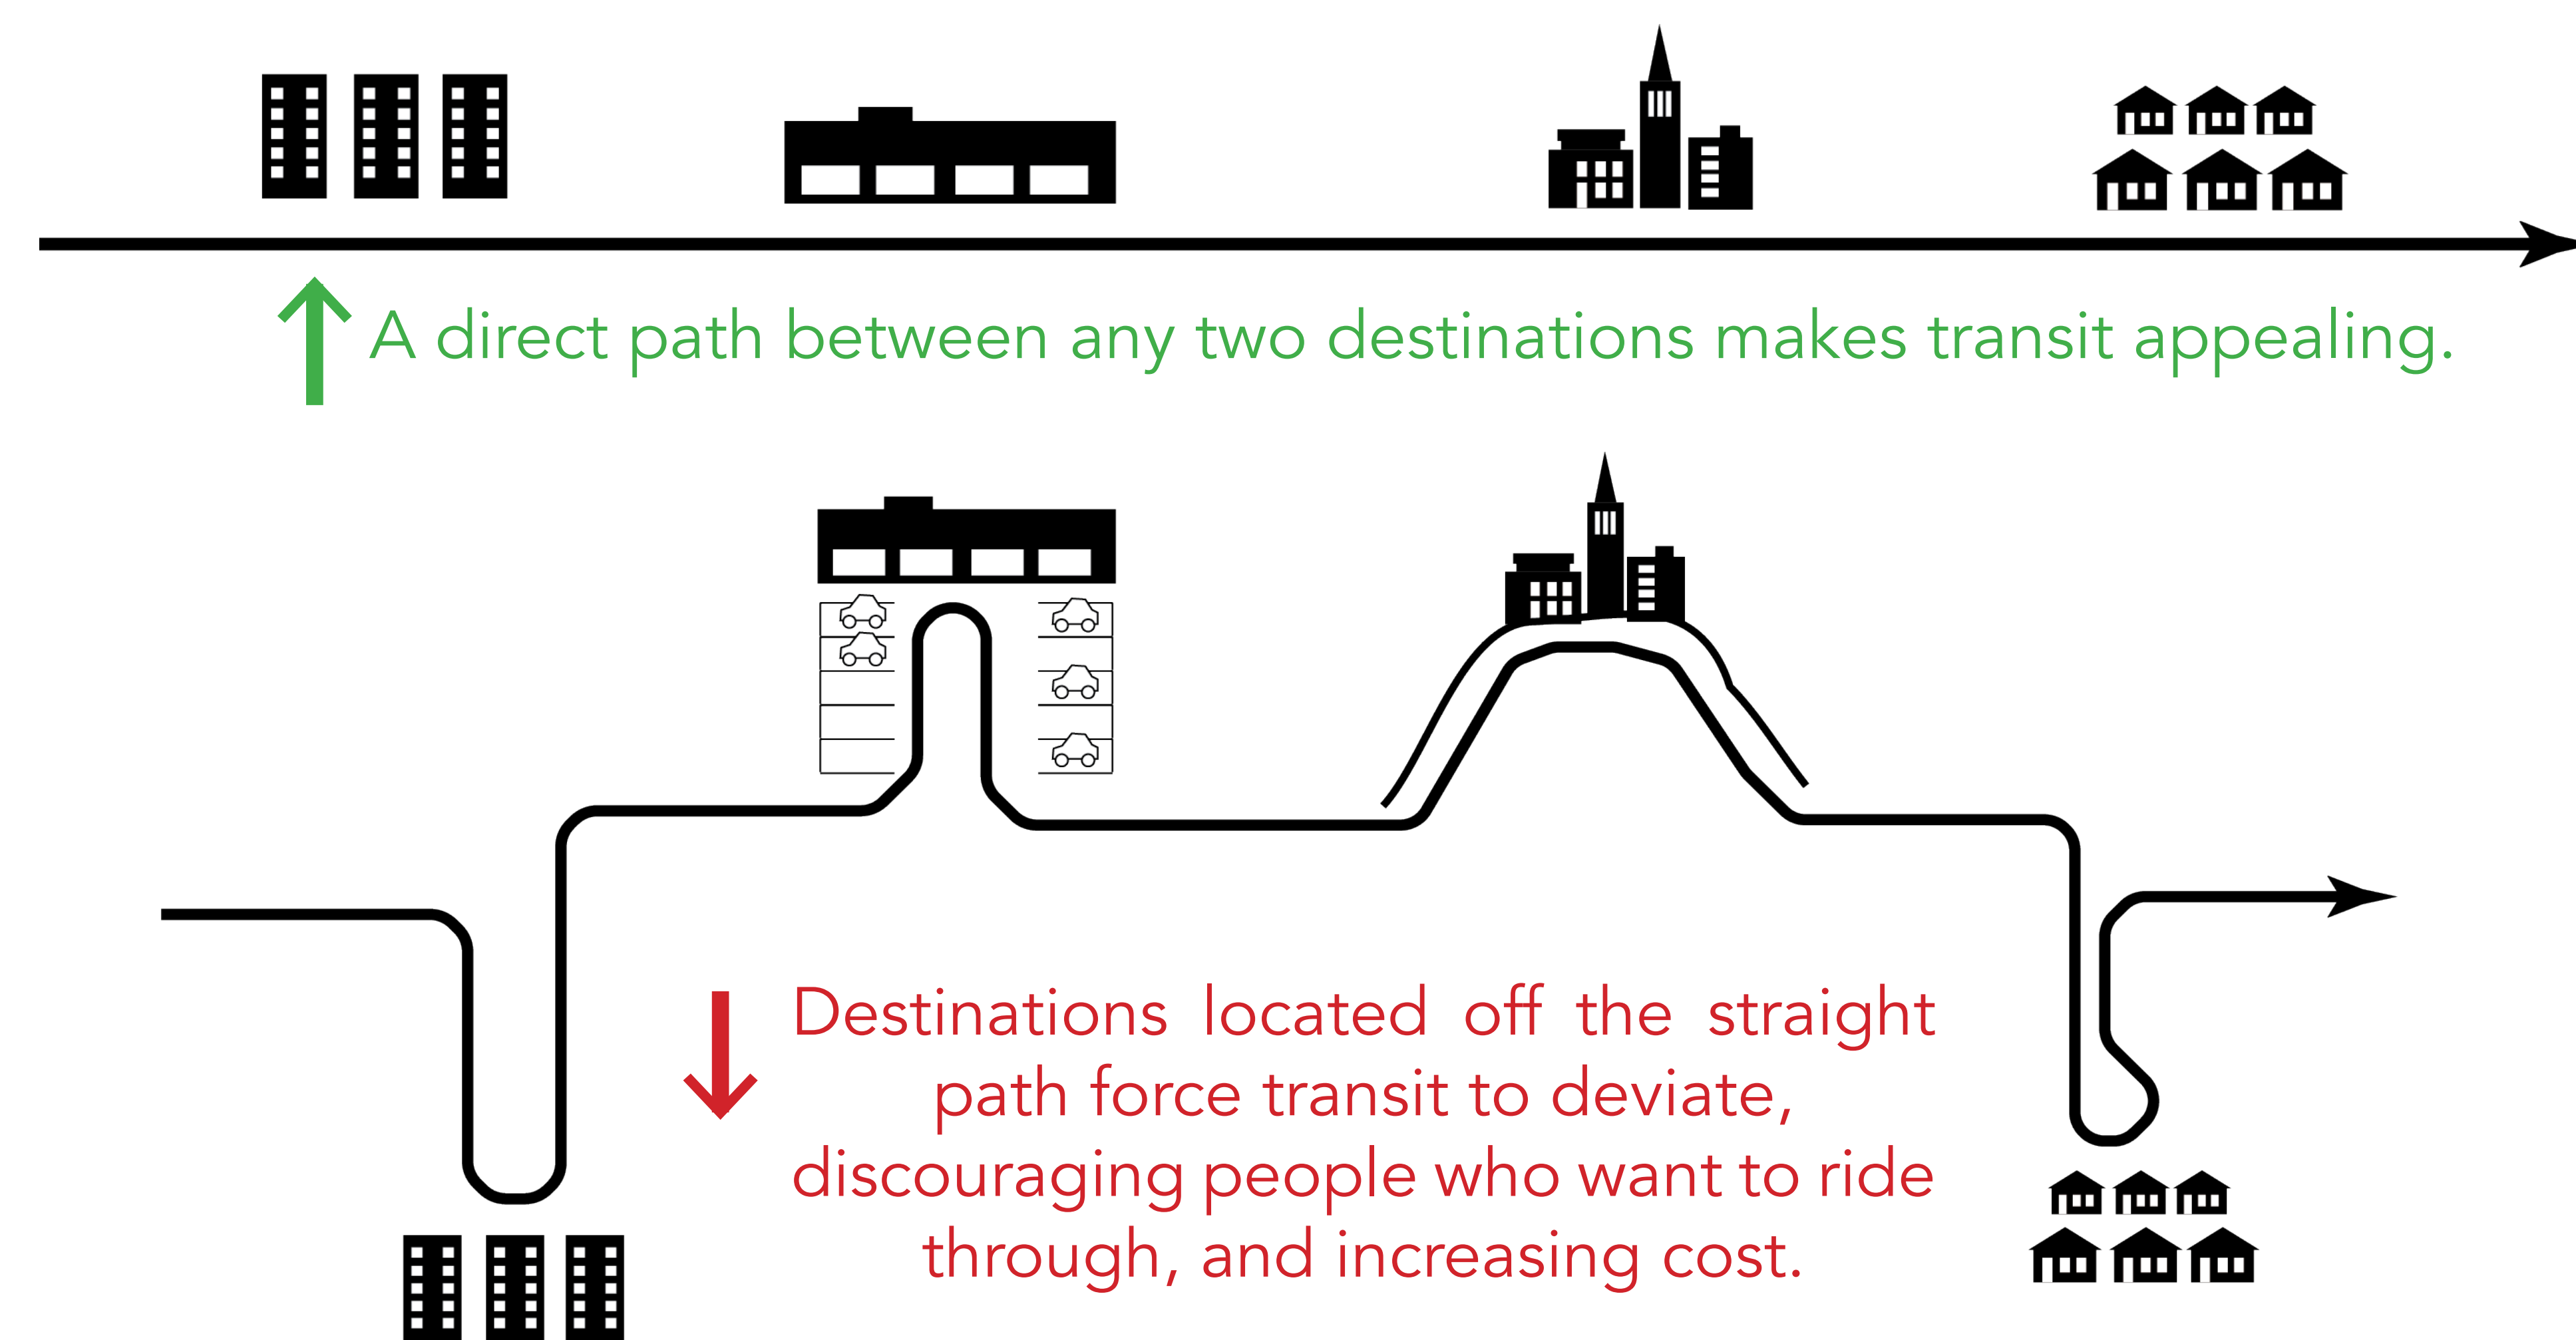 A direct path between any two destinations makes transit appealing.
Destinations located off the straight
path force transit to deviate,
discouraging people who want to ride
through, and increasing cost.